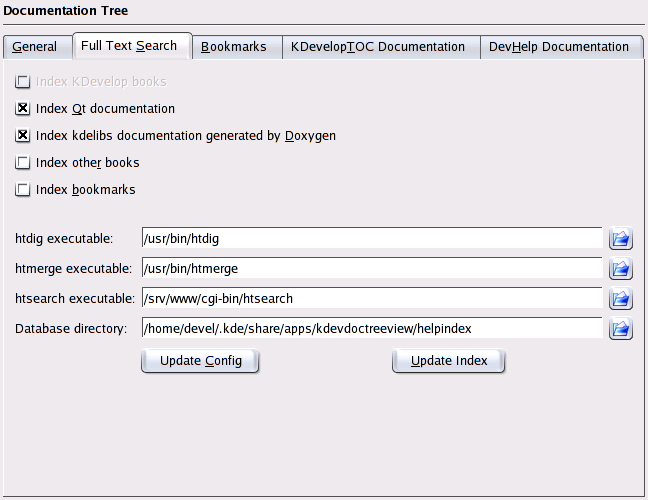 Documentation Tree
General Full Text Search Bookmarks KDevelopTOC Documentation DevHelp Documentation
Index KDevelop books
Index Qt documentation
Index kdelibs documentation generated by Doxygen
Index other books
Index bookmarks
htdig executable: /usr/bin/htdig
htmerge executable: /usr/bin/htmerge
htsearch executable: /srv/www/cgi-bin/htsearch
Database directory: /home/devel/.kde/share/apps/kdevdoctreeview/helpindex
Update Config Update Index